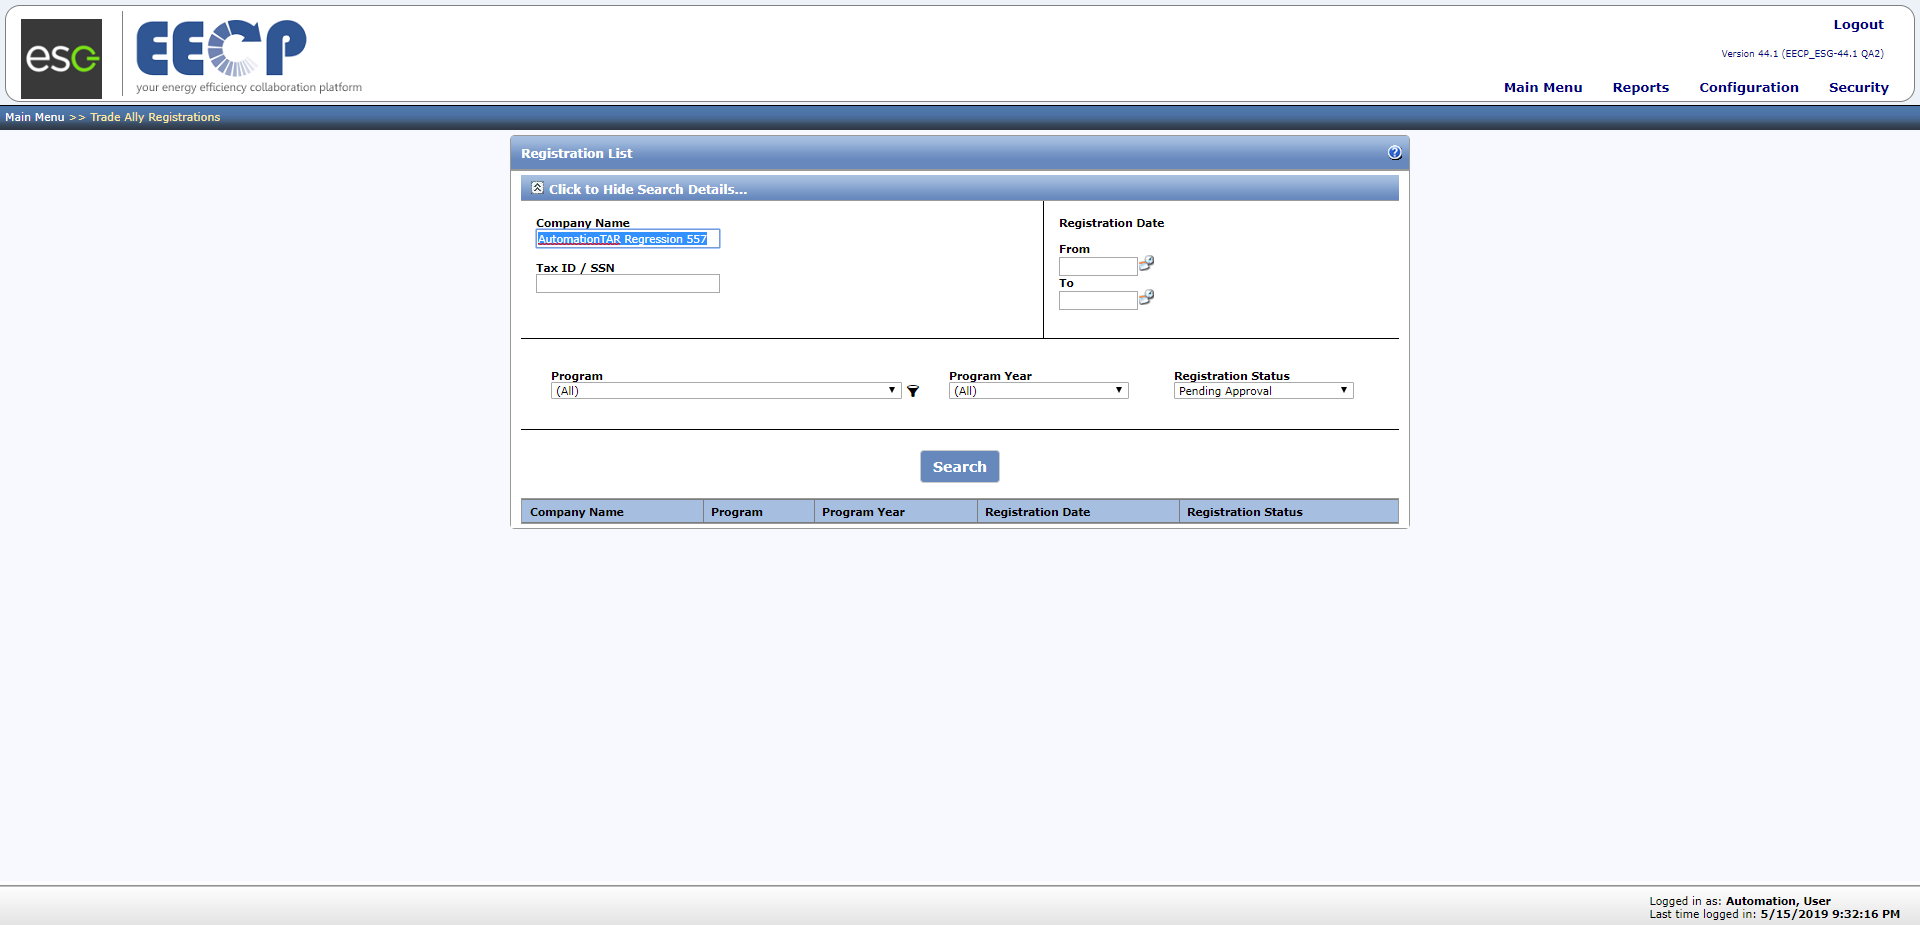 esg
EECP
your energy efficiency collaboration platform
Logout
Version 44.1 (EECP_ESG-44.1 QA2)
Main Menu Reports Configuration Security
Main Menu >> Trade Ally Registrations
Registration List
Click to Hide Search Details...
Company Name
AutomationTAR Regression 557
Tax ID / SSN
Registration Date
From
To
Program Program Year Registration Status
(All) (All) Pending Approval
Search
Company Name Program Program Year Registration Date Registration Status
Logged in as: Automation, User
Last time logged in: 5/15/2019 9:32:16 PM